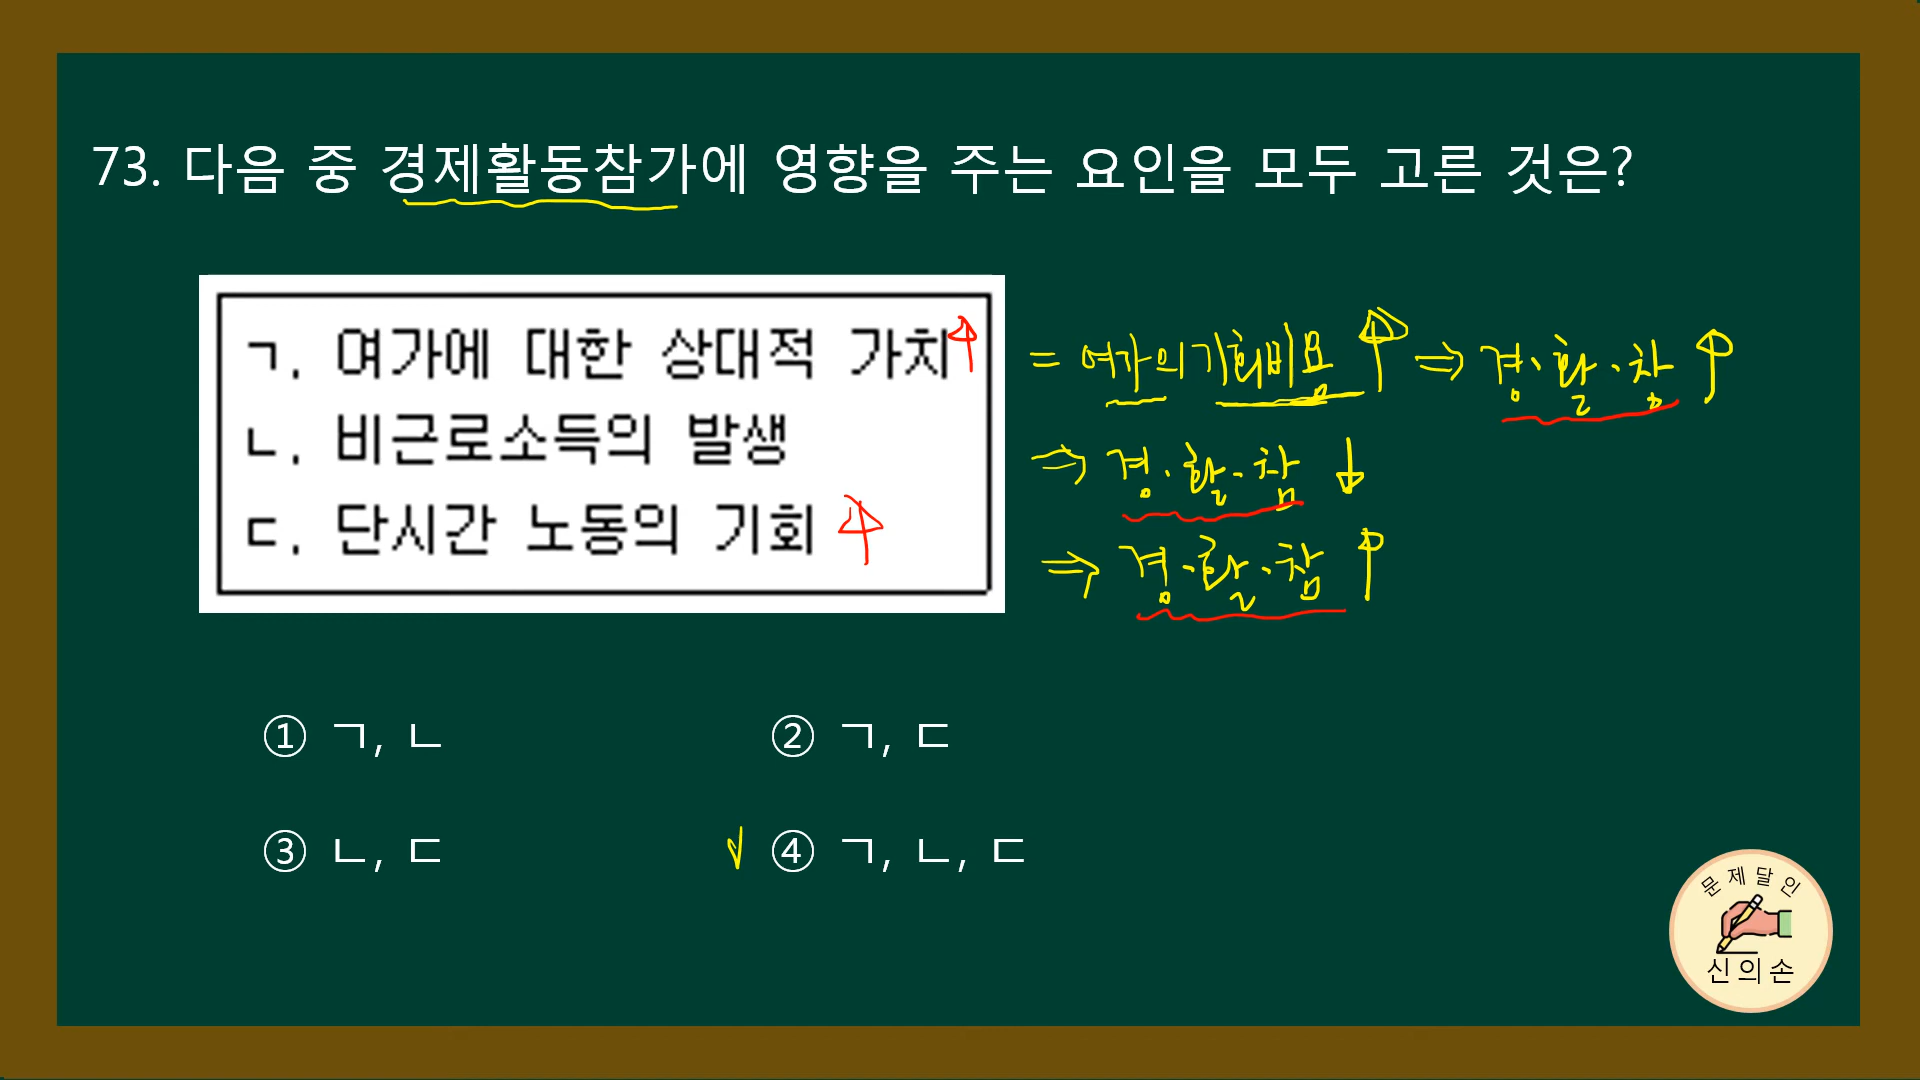 73. 다음 중 경제활동참가에 영향을 주는 요인을 모두 고른 것은?
ㄱ. 여가에 대한 상대적 가치↑ = 여가의 기회비용↑ ⇒ 경·활·참↑
ㄴ. 비근로소득의 발생 ⇒ 경·활·참↓
ㄷ. 단시간 노동의 기회↑ ⇒ 경·활·참↑
① ㄱ, ㄴ ② ㄱ, ㄷ
③ ㄴ, ㄷ ④ ㄱ, ㄴ, ㄷ
문제달인
신의손